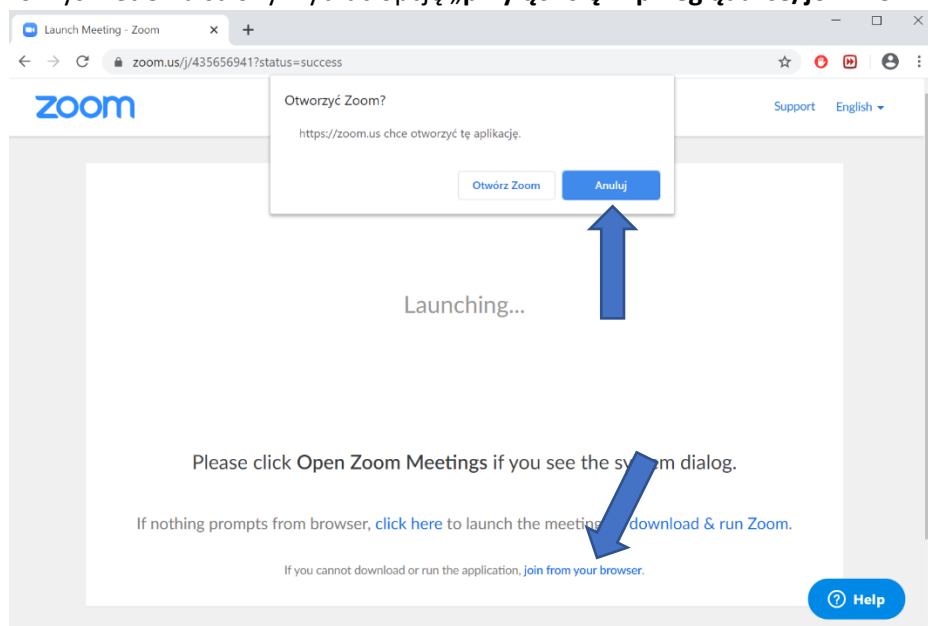 Launch Meeting - Zoom
zoom.us/j/435656941?status=success
zoom
Support English
Otworzyć Zoom?
https://zoom.us chce otworzyć tę aplikację.
Otwórz Zoom Anuluj
Launching...
Please click Open Zoom Meetings if you see the system dialog.
If nothing prompts from browser, click here to launch the meeting, download & run Zoom.
If you cannot download or run the application, join from your browser.
Help